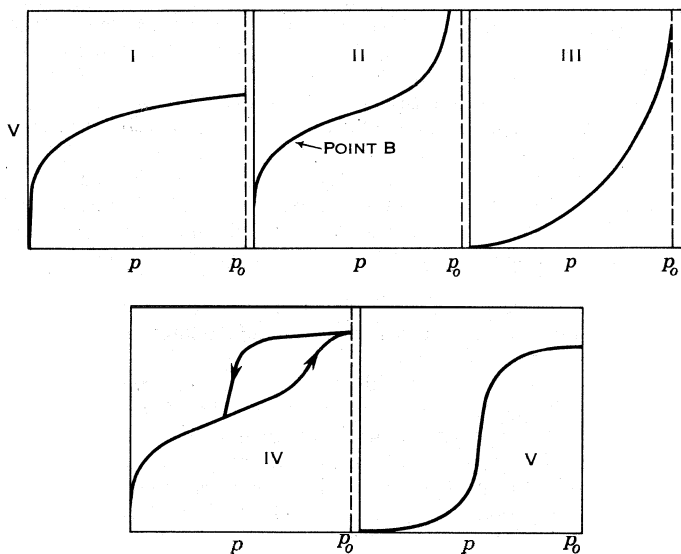 I II III
V
POINT B
p p₀ p p₀ p p₀
IV V
p p₀ p p₀